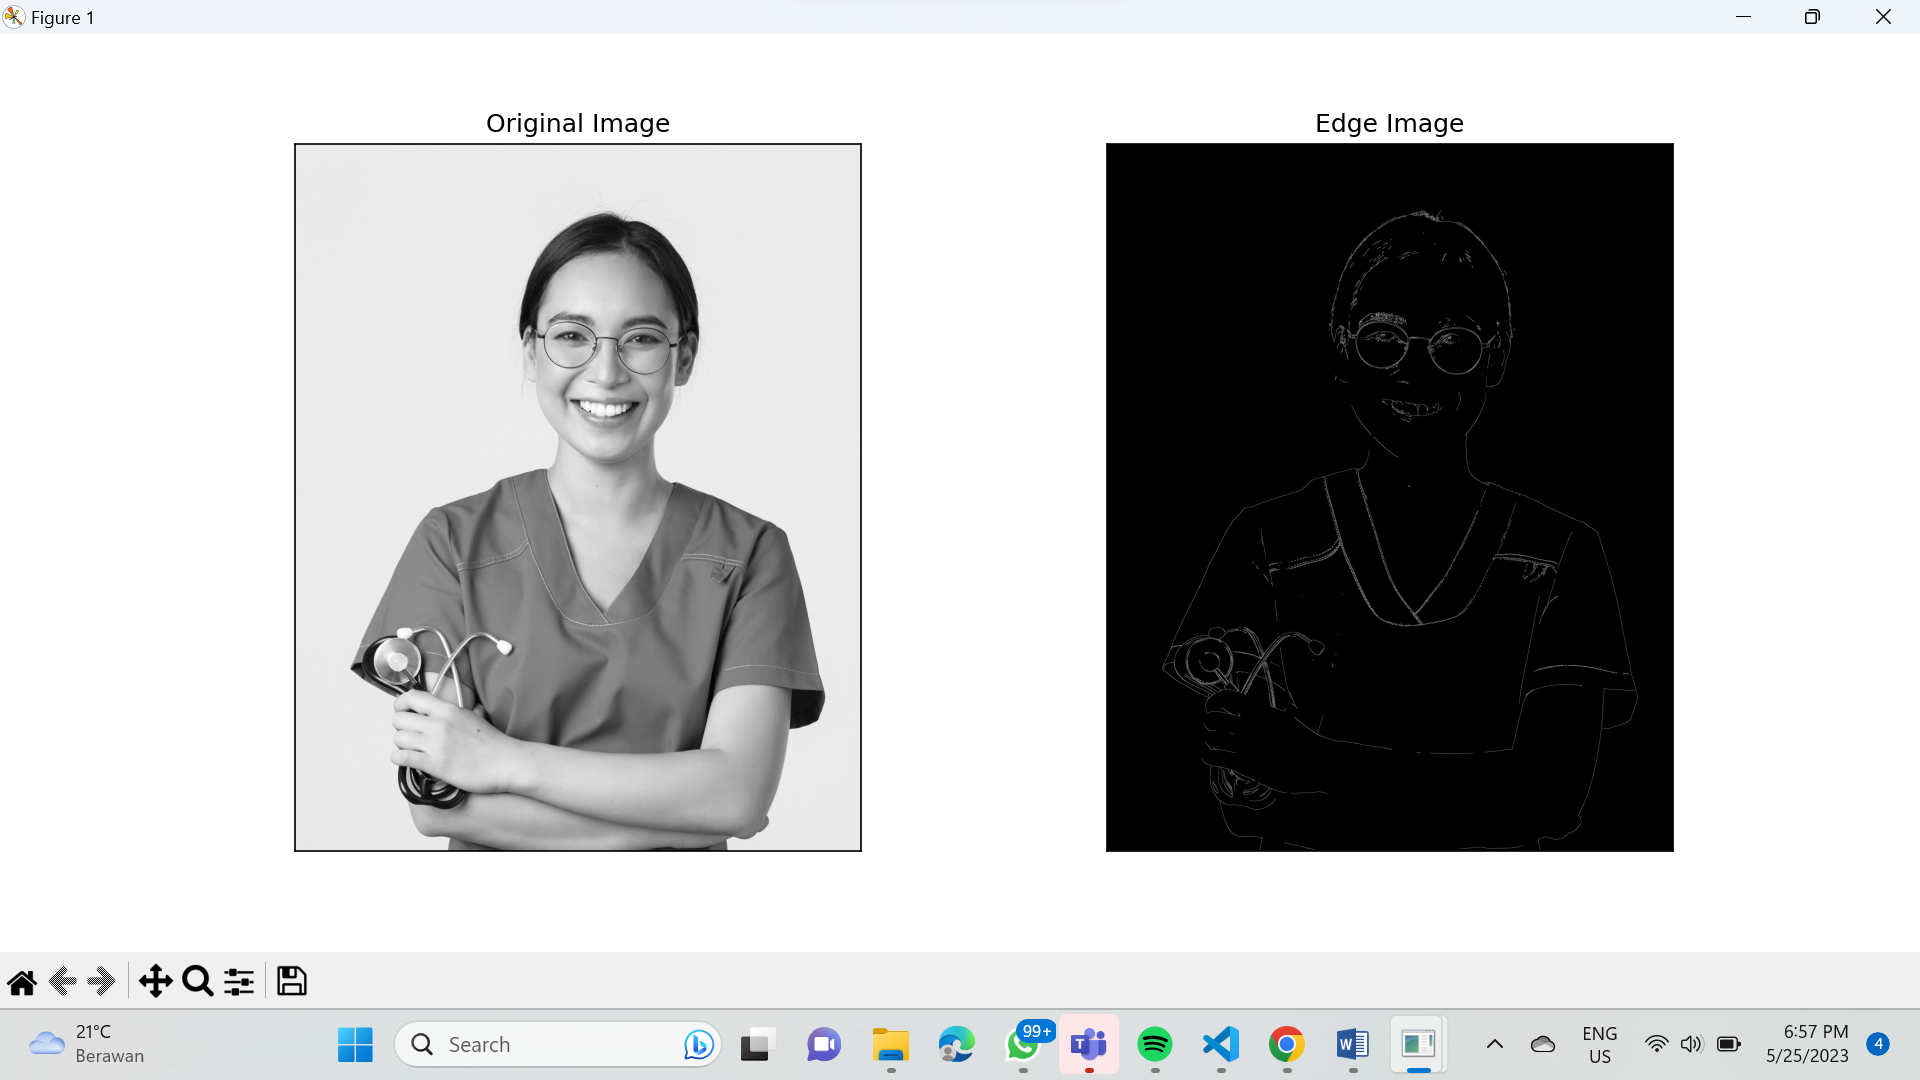 Figure 1
Original Image
Edge Image
21°C
Berawan
Search
99+
ENG
US
6:57 PM
5/25/2023
4